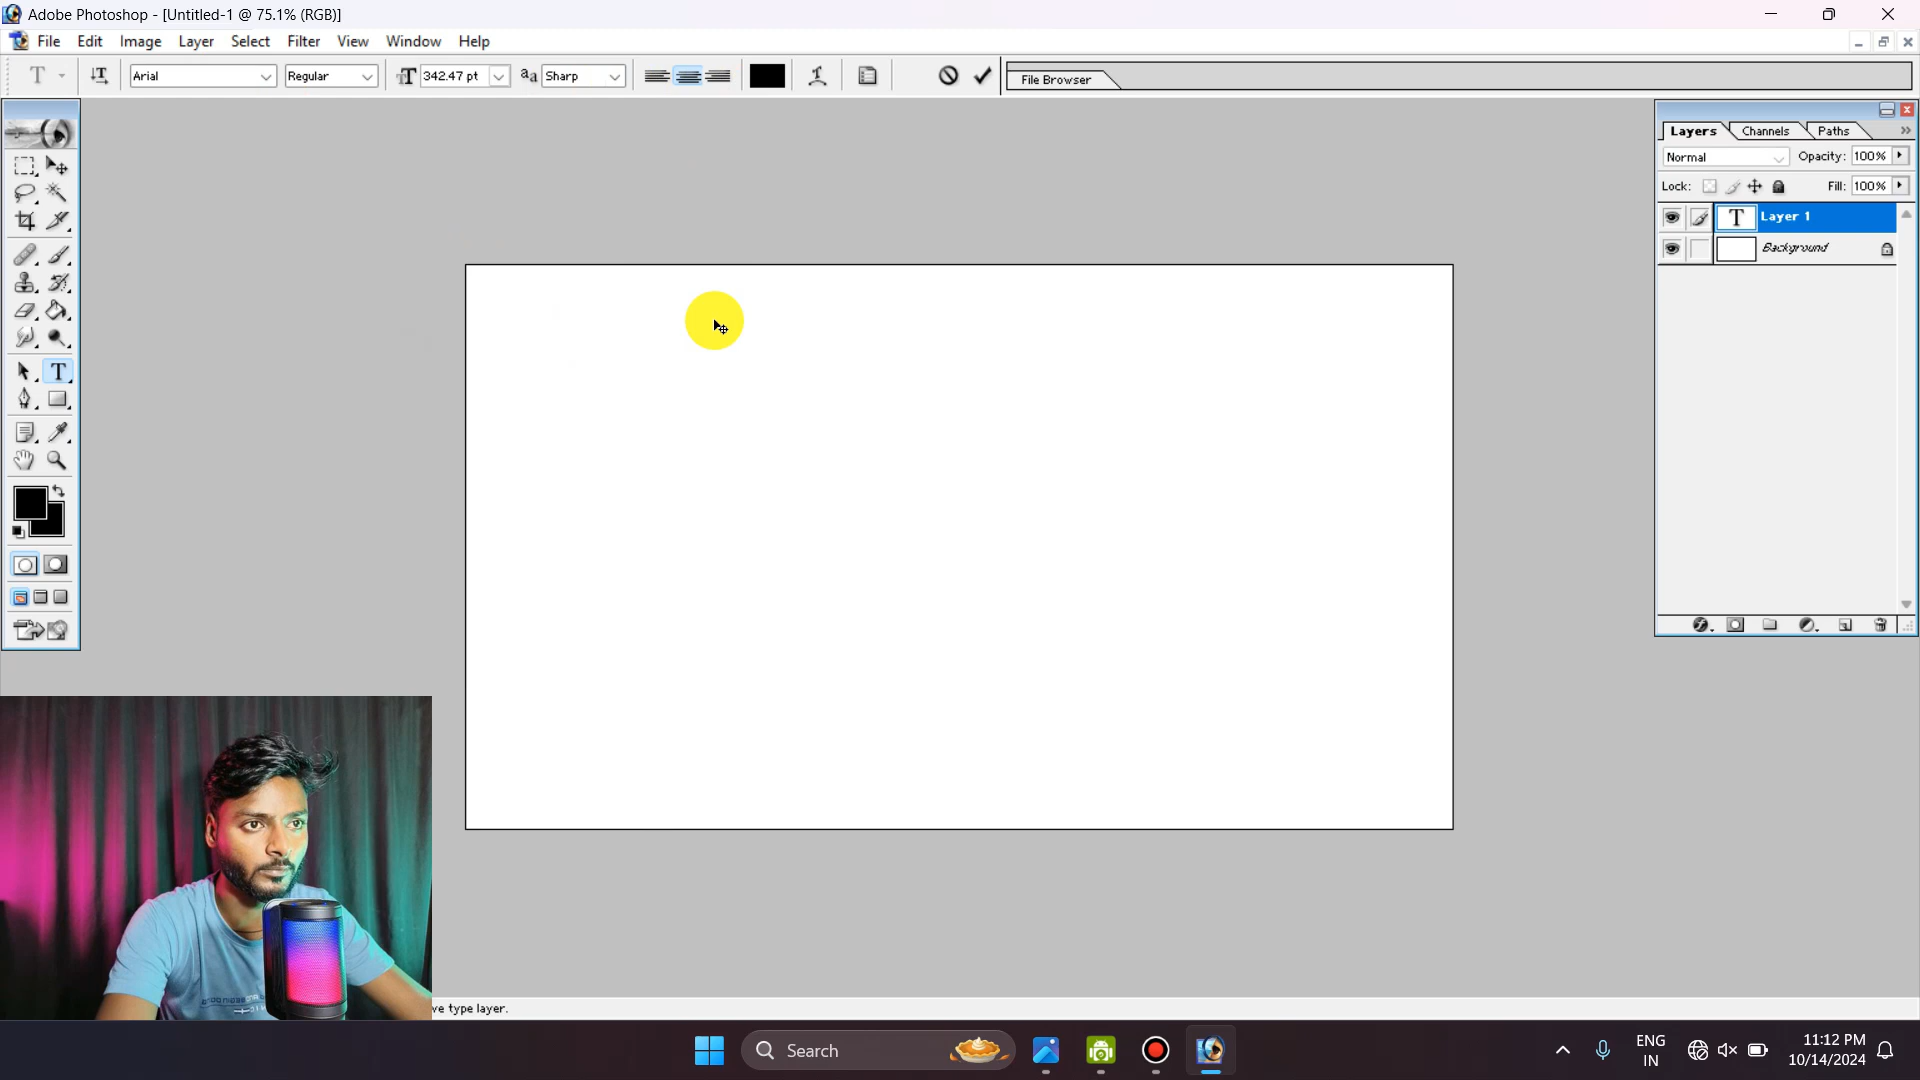 Adobe Photoshop - [Untitled-1 @ 75.1% (RGB)]
File Edit Image Layer Select Filter View Window Help
T Arial Regular 342.47 pt aa Sharp File Browser
Layers Channels Paths
Normal Opacity: 100%
Lock: Fill: 100%
T Layer 1
Background
ve type layer.
Search
ENG
IN
11:12 PM
10/14/2024